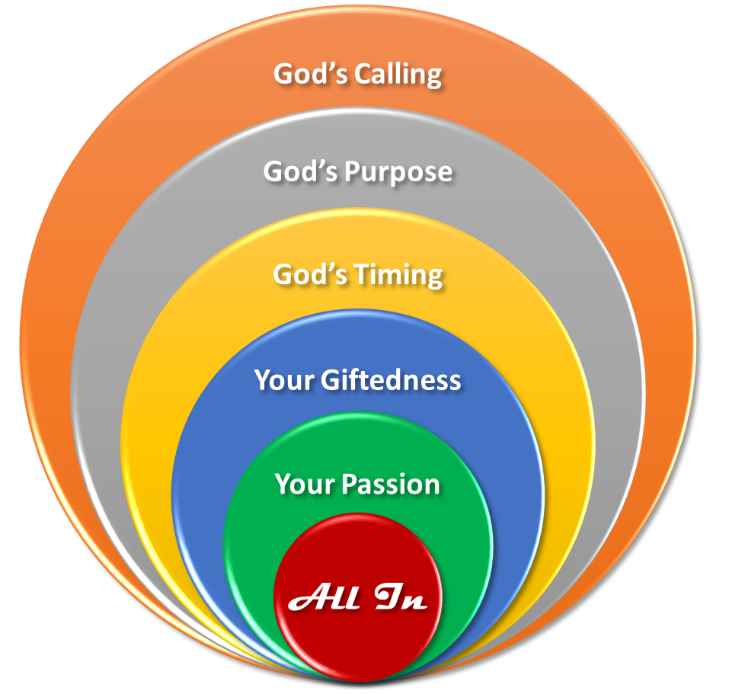 God’s Calling
God’s Purpose
God’s Timing
Your Giftedness
Your Passion
All In